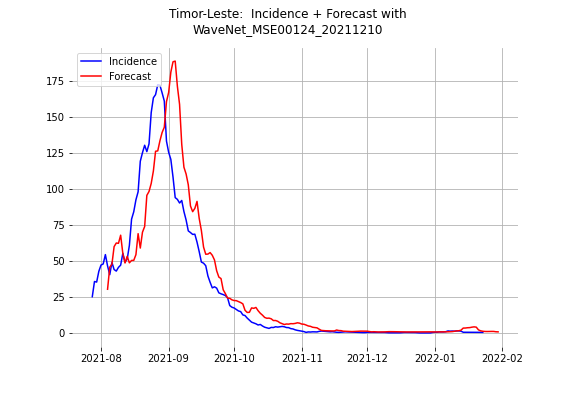 Timor-Leste:  Incidence + Forecast with
WaveNet_MSE00124_20211210
Incidence
Forecast
175
150
125
100
75
50
25
0
2021-08 2021-09 2021-10 2021-11 2021-12 2022-01 2022-02